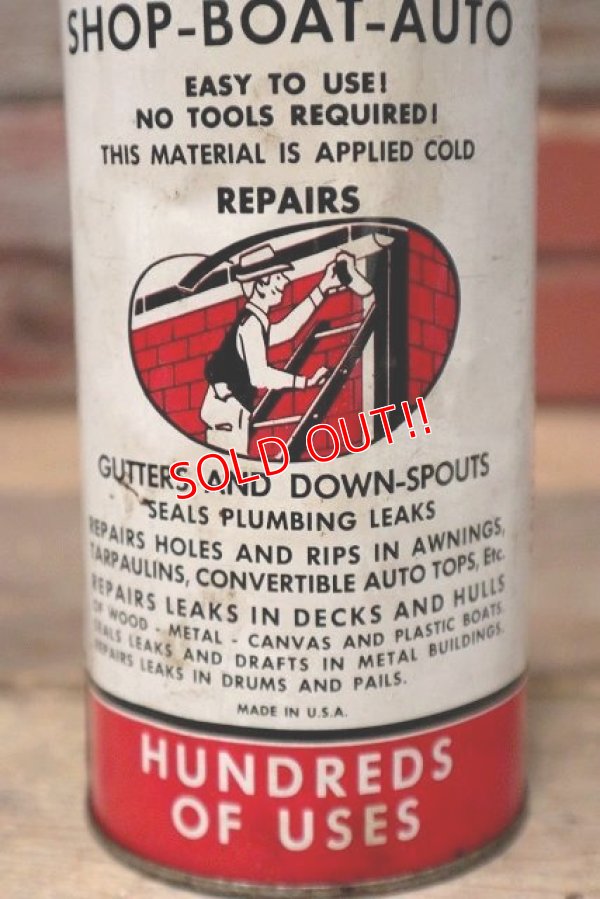 SHOP-BOAT-AUTO
EASY TO USE!
NO TOOLS REQUIRED!
THIS MATERIAL IS APPLIED COLD
REPAIRS
SOLD OUT!!
GUTTERS AND DOWN-SPOUTS
SEALS PLUMBING LEAKS
REPAIRS HOLES AND RIPS IN AWNINGS,
TARPAULINS, CONVERTIBLE AUTO TOPS, Etc.
REPAIRS LEAKS IN DECKS AND HULLS
OF WOOD - METAL - CANVAS AND PLASTIC BOATS.
SEALS LEAKS AND DRAFTS IN METAL BUILDINGS.
REPAIRS LEAKS IN DRUMS AND PAILS.
MADE IN U.S.A.
HUNDREDS
OF USES